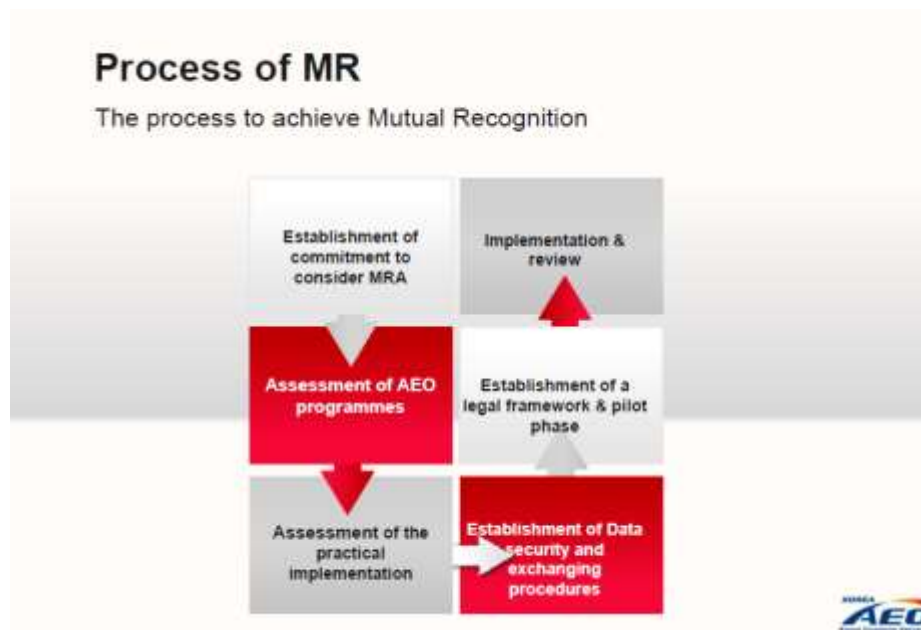 Process of MR
The process to achieve Mutual Recognition
Establishment of
commitment to
consider MRA
Assessment of AEO
programmes
Assessment of the
practical
implementation
Establishment of Data
security and
exchanging
procedures
Establishment of a
legal framework & pilot
phase
Implementation &
review
KOREA
AEO